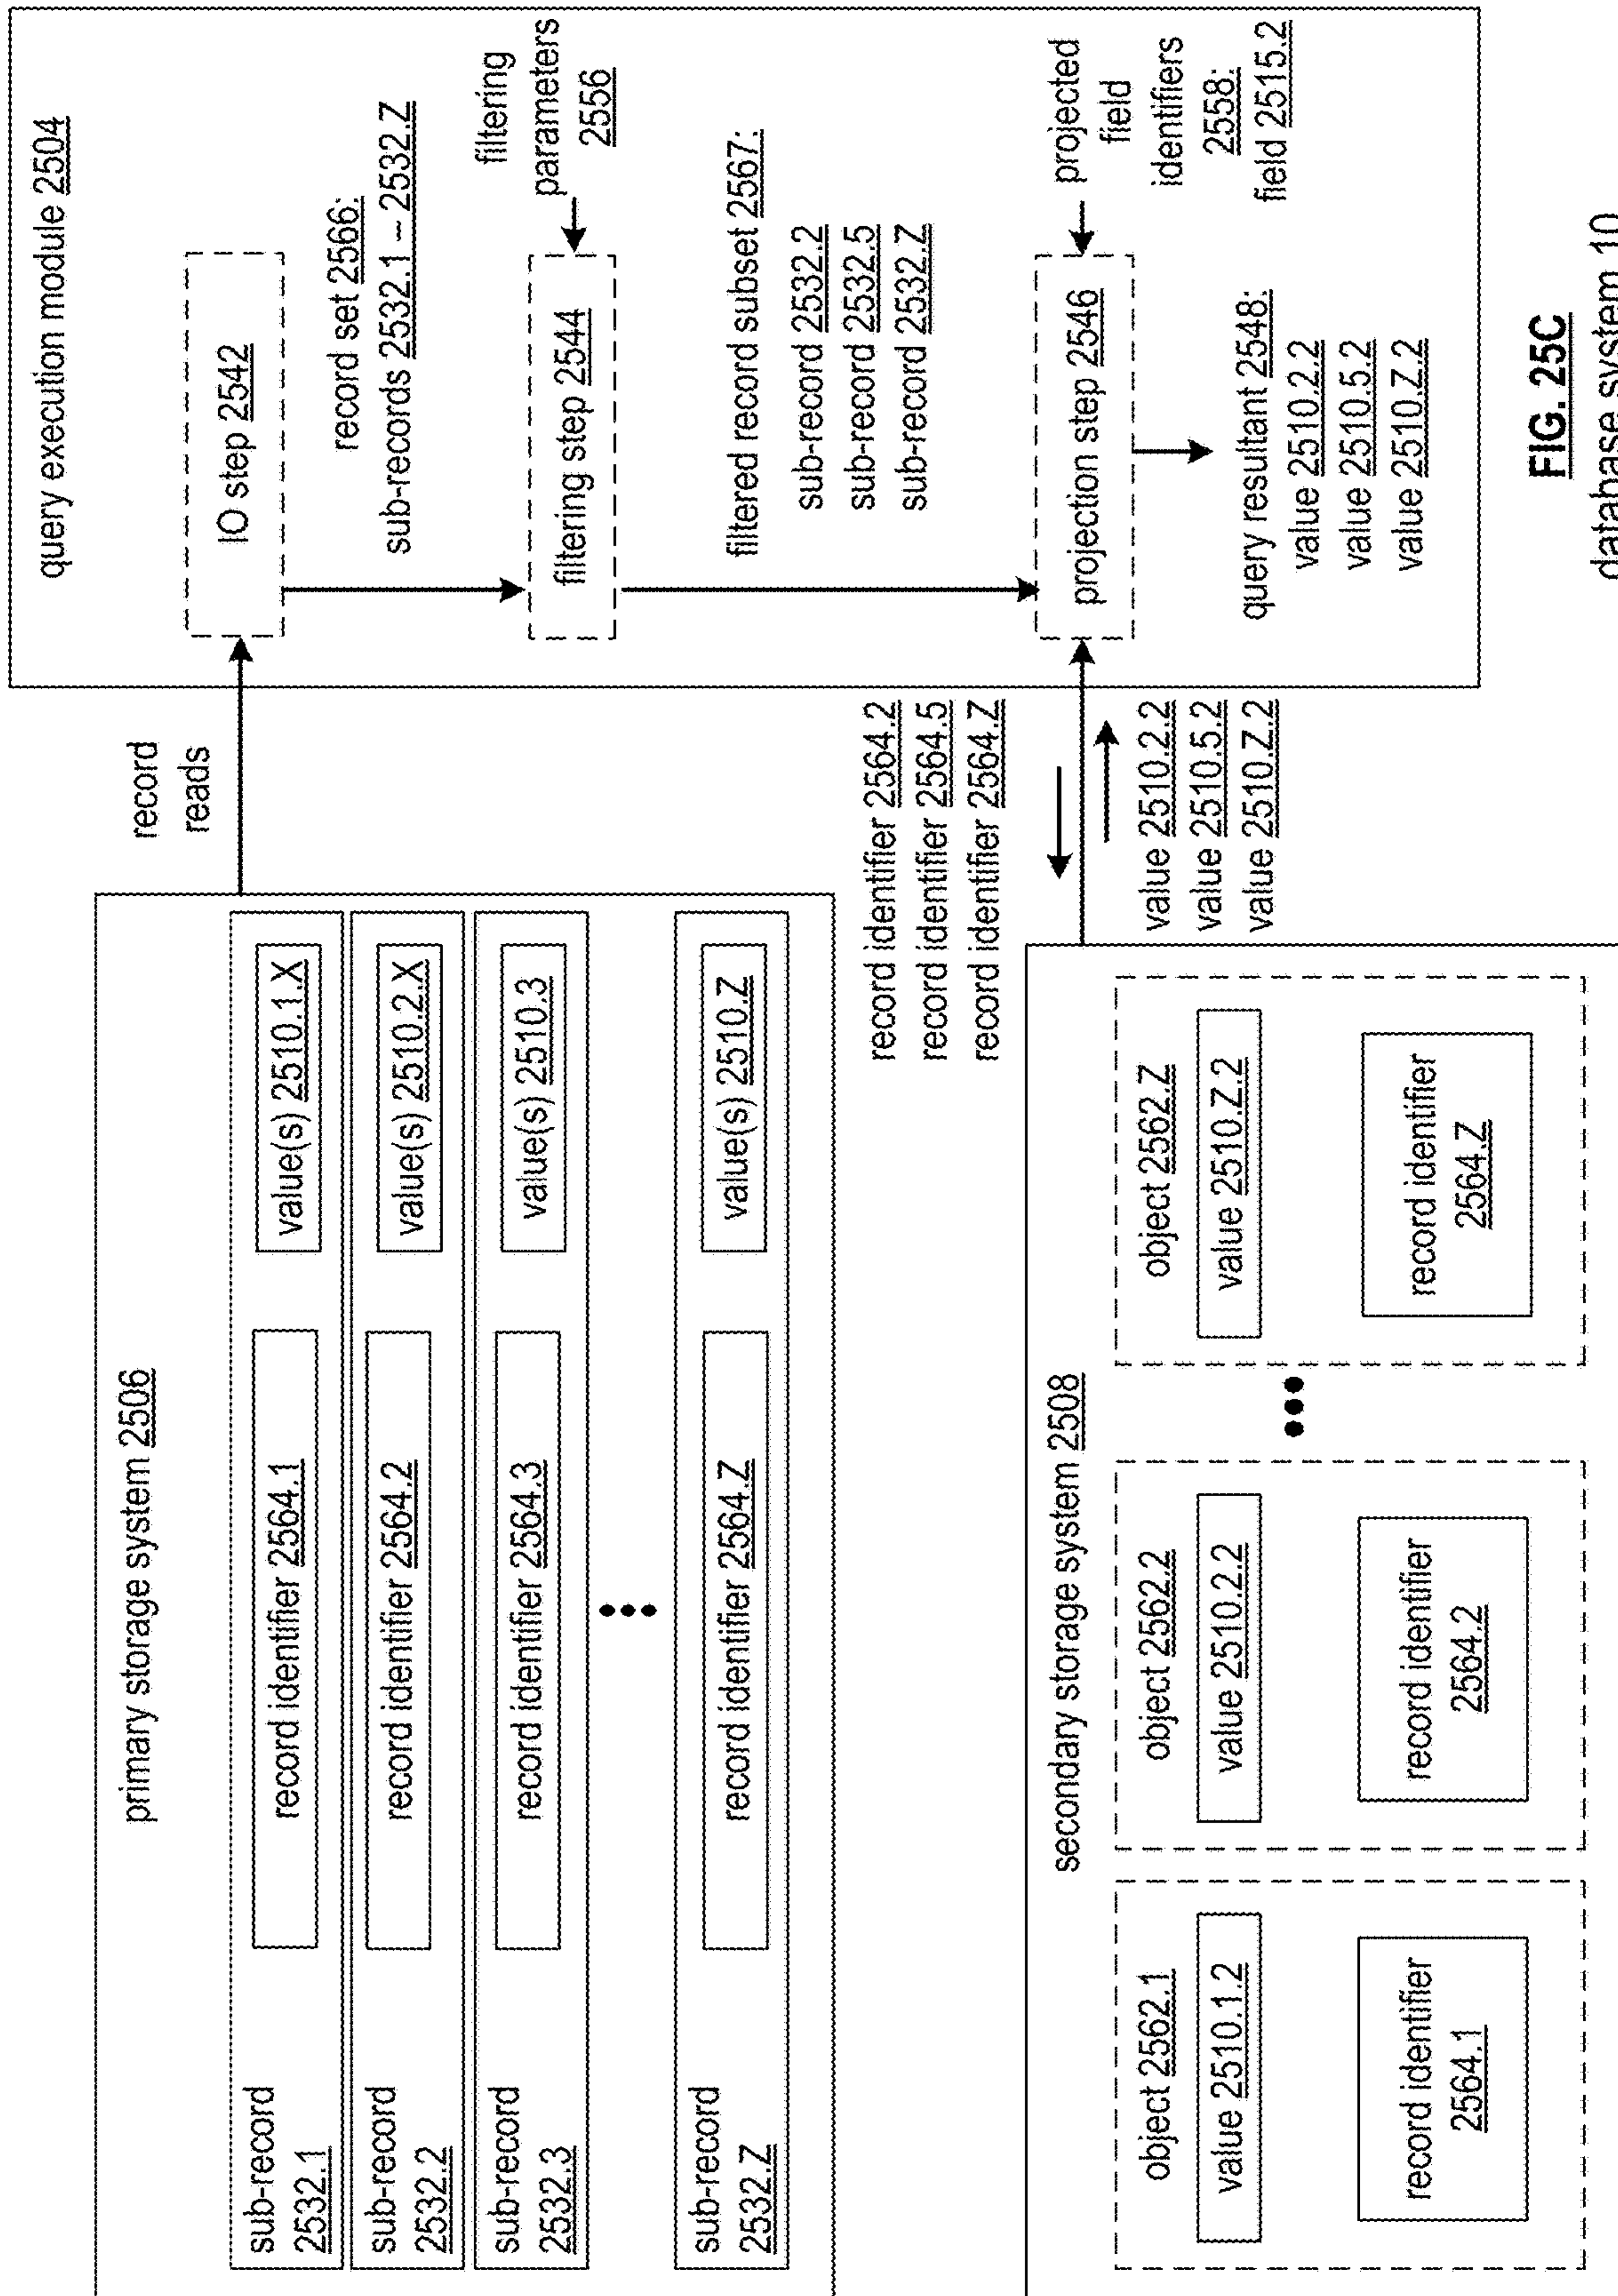 primary storage system 2506
sub-record
2532.1
record identifier 2564.1
value(s) 2510.1.X
sub-record
2532.2
record identifier 2564.2
value(s) 2510.2.X
sub-record
2532.3
record identifier 2564.3
value(s) 2510.3
sub-record
2532.Z
record identifier 2564.Z
value(s) 2510.Z
record
reads
query execution module 2504
IO step 2542
record set 2566:
sub-records 2532.1 – 2532.Z
filtering
parameters
2556
filtering step 2544
filtered record subset 2567:
sub-record 2532.2
sub-record 2532.5
sub-record 2532.Z
projected
field
identifiers
2558:
field 2515.2
projection step 2546
query resultant 2548:
value 2510.2.2
value 2510.5.2
value 2510.Z.2
record identifier 2564.2
record identifier 2564.5
record identifier 2564.Z
value 2510.2.2
value 2510.5.2
value 2510.Z.2
secondary storage system 2508
object 2562.1
value 2510.1.2
record identifier
2564.1
object 2562.2
value 2510.2.2
record identifier
2564.2
object 2562.Z
value 2510.Z.2
record identifier
2564.Z
FIG. 25C
database system 10